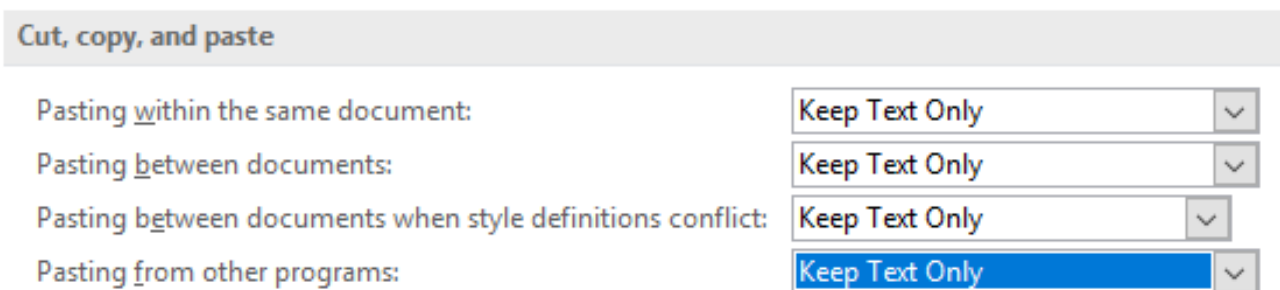 Cut, copy, and paste
Pasting within the same document: Keep Text Only
Pasting between documents: Keep Text Only
Pasting between documents when style definitions conflict: Keep Text Only
Pasting from other programs: Keep Text Only